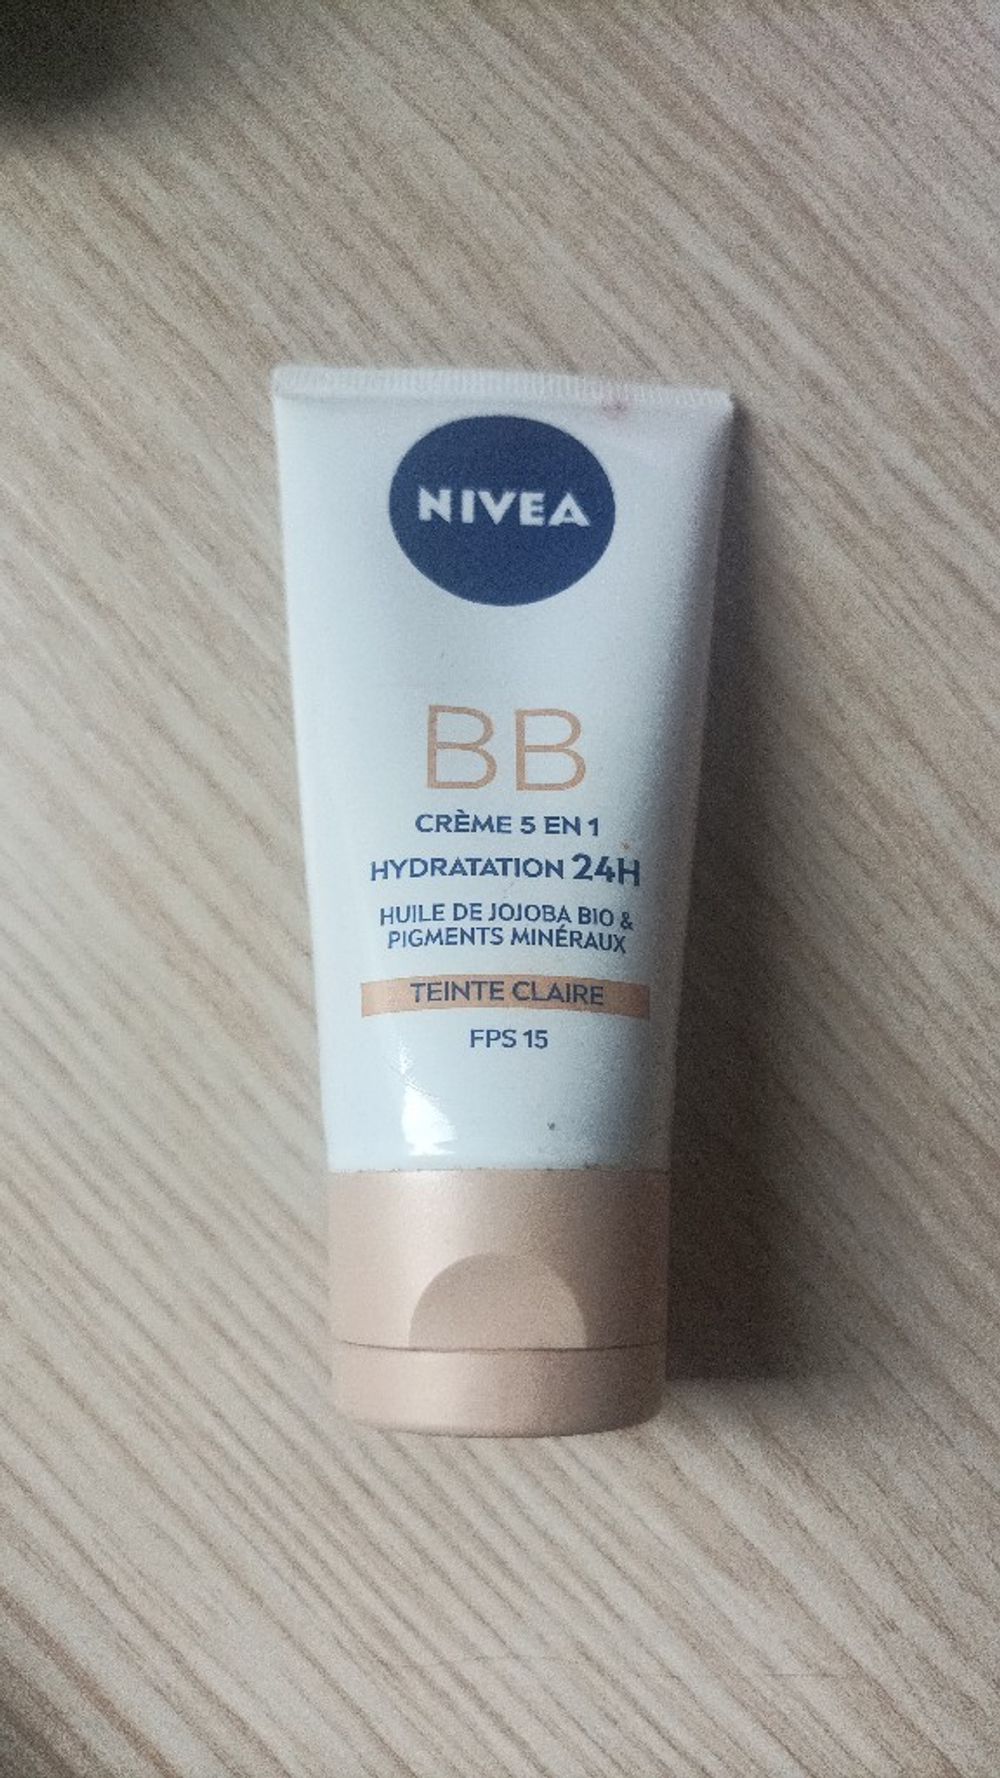 NIVEA
BB
CRÈME 5 EN 1
HYDRATATION 24H
HUILE DE JOJOBA BIO &
PIGMENTS MINÉRAUX
TEINTE CLAIRE
FPS 15